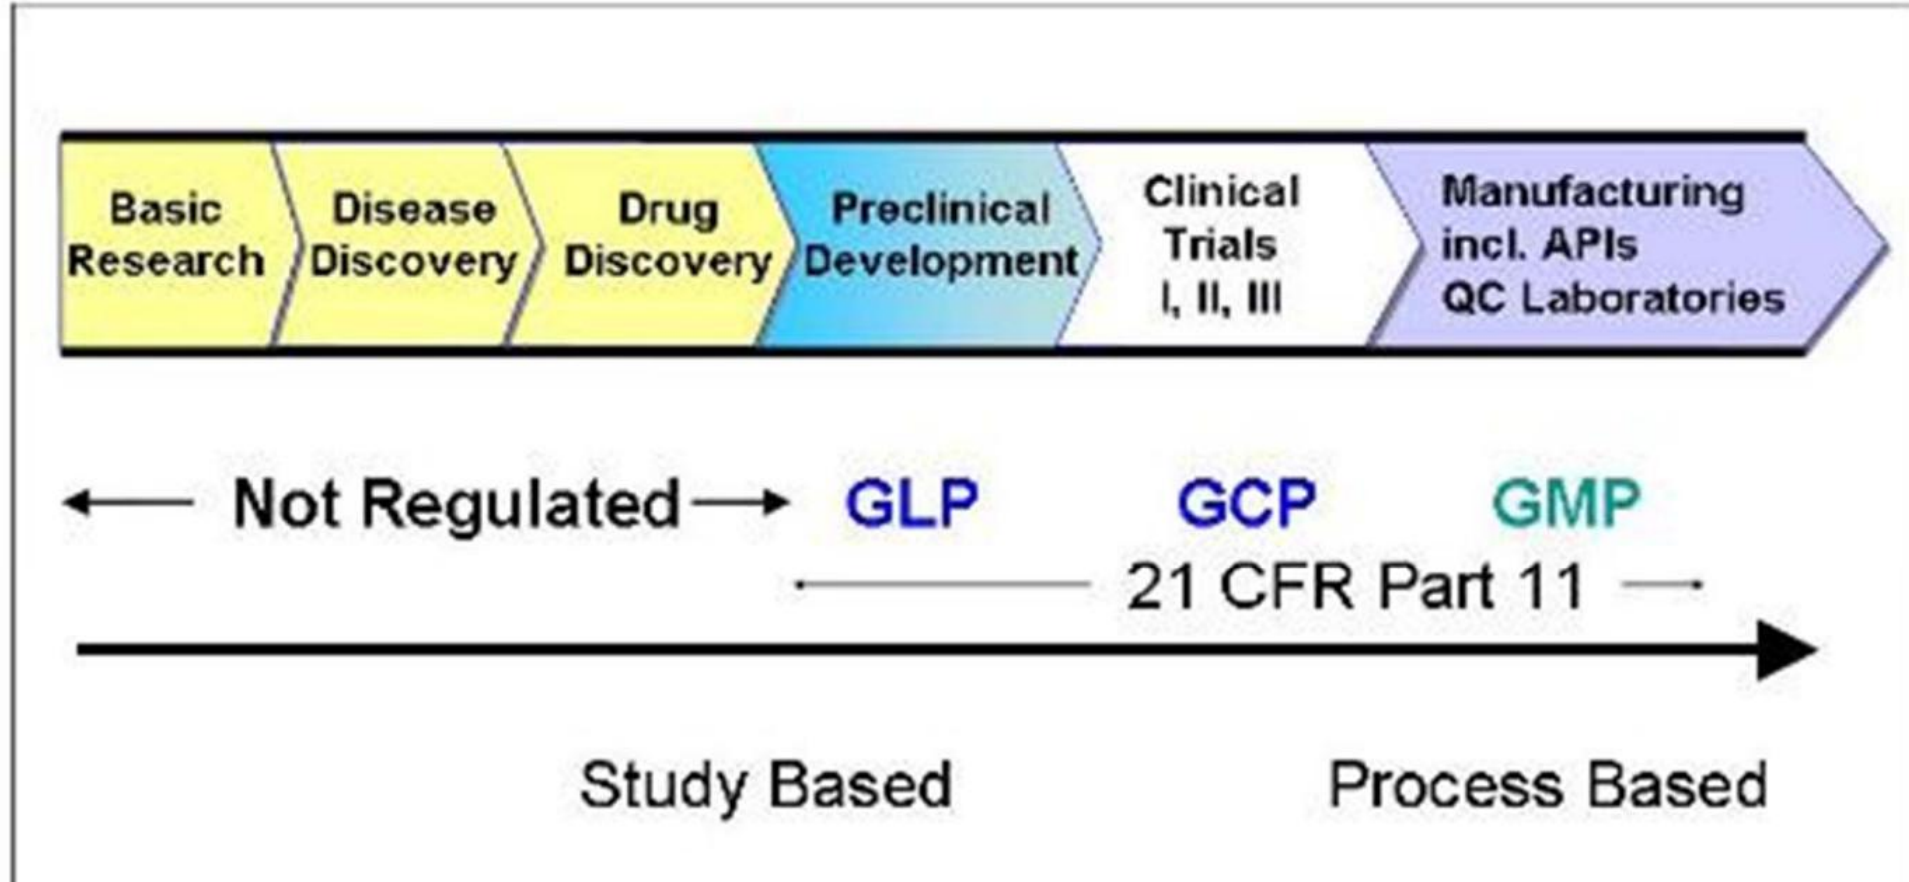 Basic
Research
Disease
Discovery
Drug
Discovery
Preclinical
Development
Clinical
Trials
I, II, III
Manufacturing
incl. APIs
QC Laboratories
Not Regulated
GLP
GCP
GMP
21 CFR Part 11
Study Based
Process Based